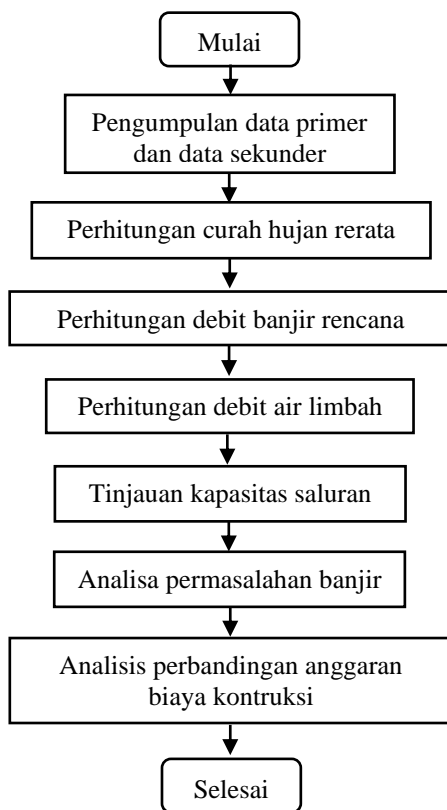 Mulai
Pengumpulan data primer
dan data sekunder
Perhitungan curah hujan rerata
Perhitungan debit banjir rencana
Perhitungan debit air limbah
Tinjauan kapasitas saluran
Analisa permasalahan banjir
Analisis perbandingan anggaran
biaya kontruksi
Selesai